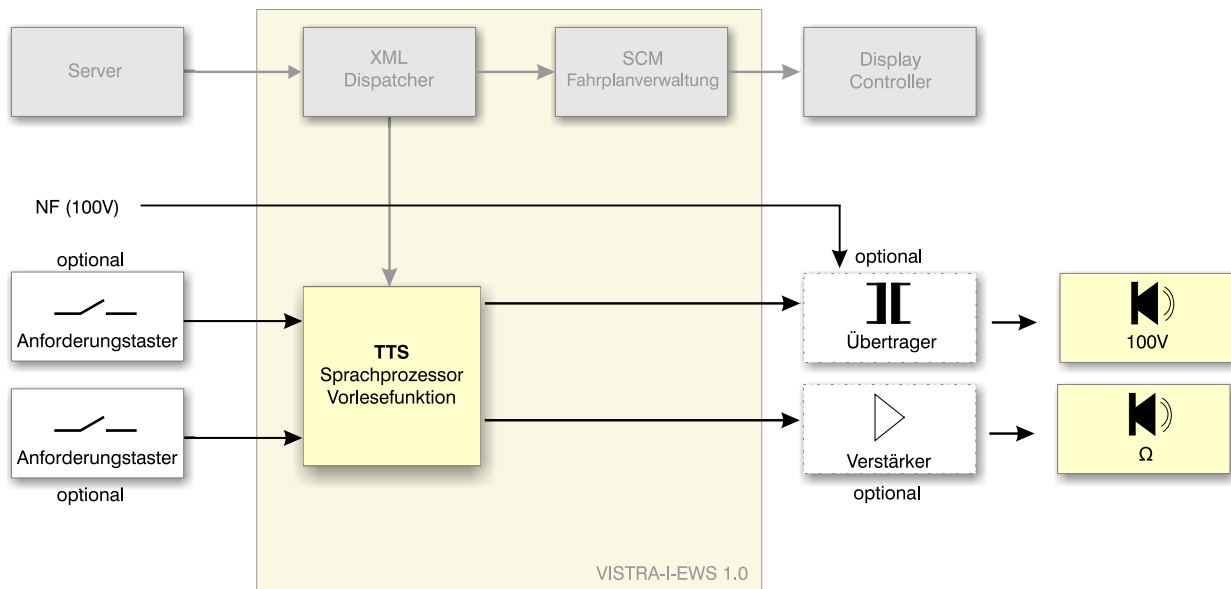 Server
XML
Dispatcher
SCM
Fahrplanverwaltung
Display
Controller
NF (100V)
optional
Anforderungstaster
Anforderungstaster
optional
TTS
Sprachprozessor
Vorlesefunktion
optional
Übertrager
Verstärker
optional
100V
Ω
VISTRA-I-EWS 1.0